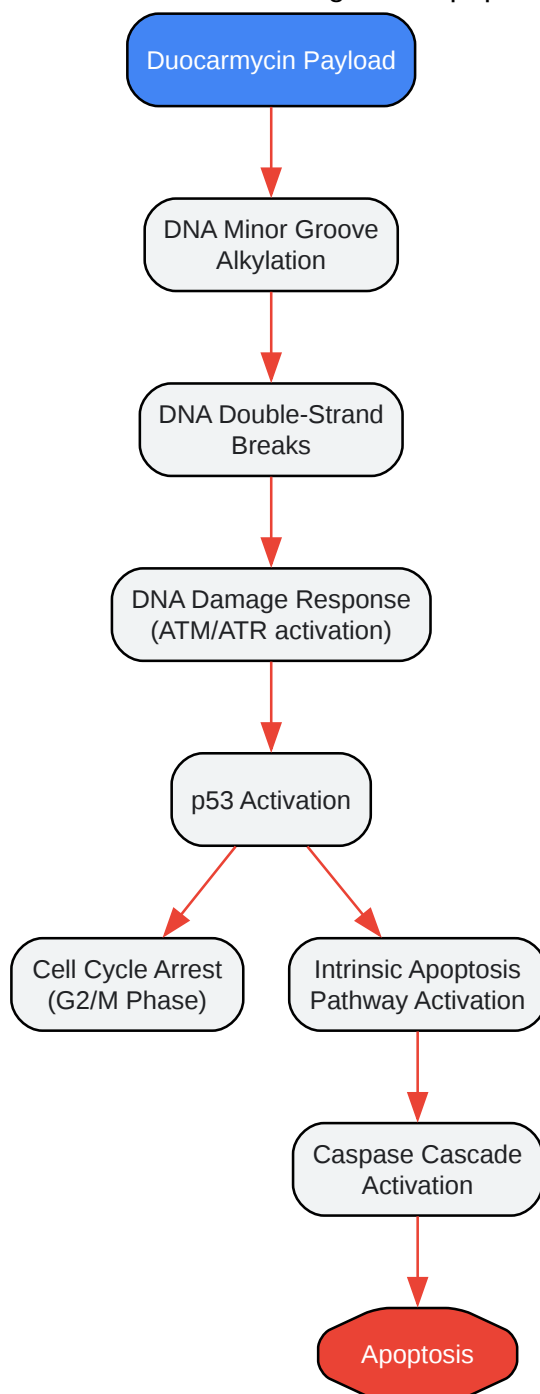 Duocarmycin Payload
DNA Minor Groove
Alkylation
DNA Double-Strand
Breaks
DNA Damage Response
(ATM/ATR activation)
p53 Activation
Cell Cycle Arrest
(G2/M Phase)
Intrinsic Apoptosis
Pathway Activation
Caspase Cascade
Activation
Apoptosis